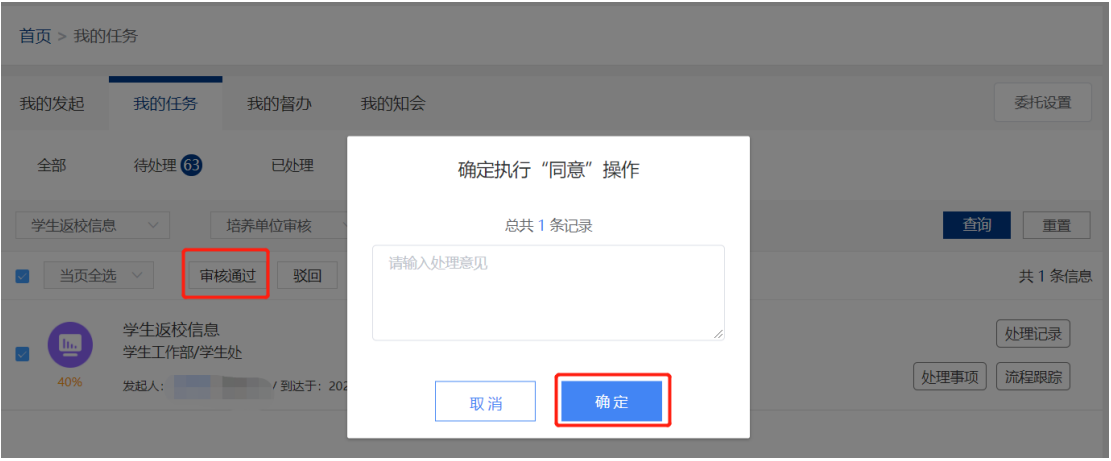 首页 > 我的任务
我的发起 我的任务 我的督办 我的知会 委托设置
全部 待处理 63 已处理
确定执行“同意”操作
学生返校信息 培养单位审核 总共 1 条记录 查询 重置
请输入处理意见
当页全选 审核通过 驳回 共 1 条信息
学生返校信息 处理记录
学生工作部/学生处
40% 发起人: / 到达于: 202 处理事项 流程跟踪
取消 确定